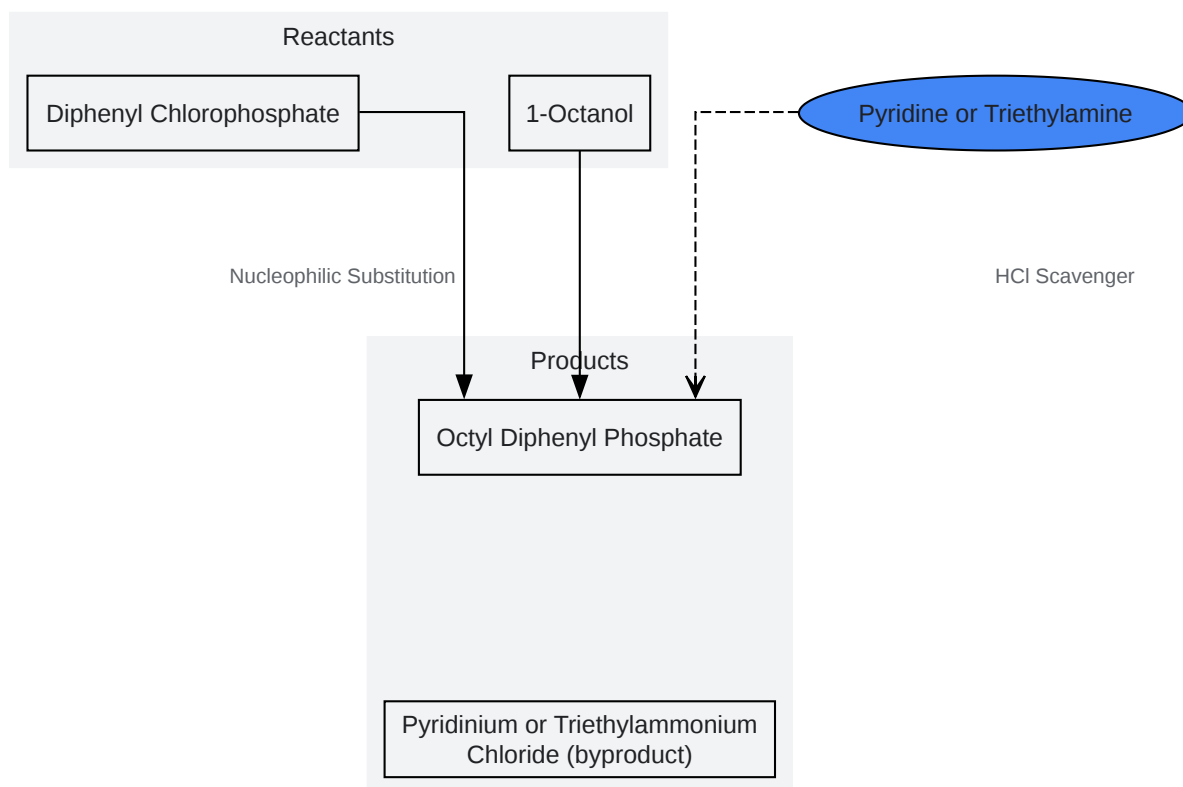 Reactants
Diphenyl Chlorophosphate
1-Octanol
Pyridine or Triethylamine
Nucleophilic Substitution
HCl Scavenger
Products
Octyl Diphenyl Phosphate
Pyridinium or Triethylammonium
Chloride (byproduct)